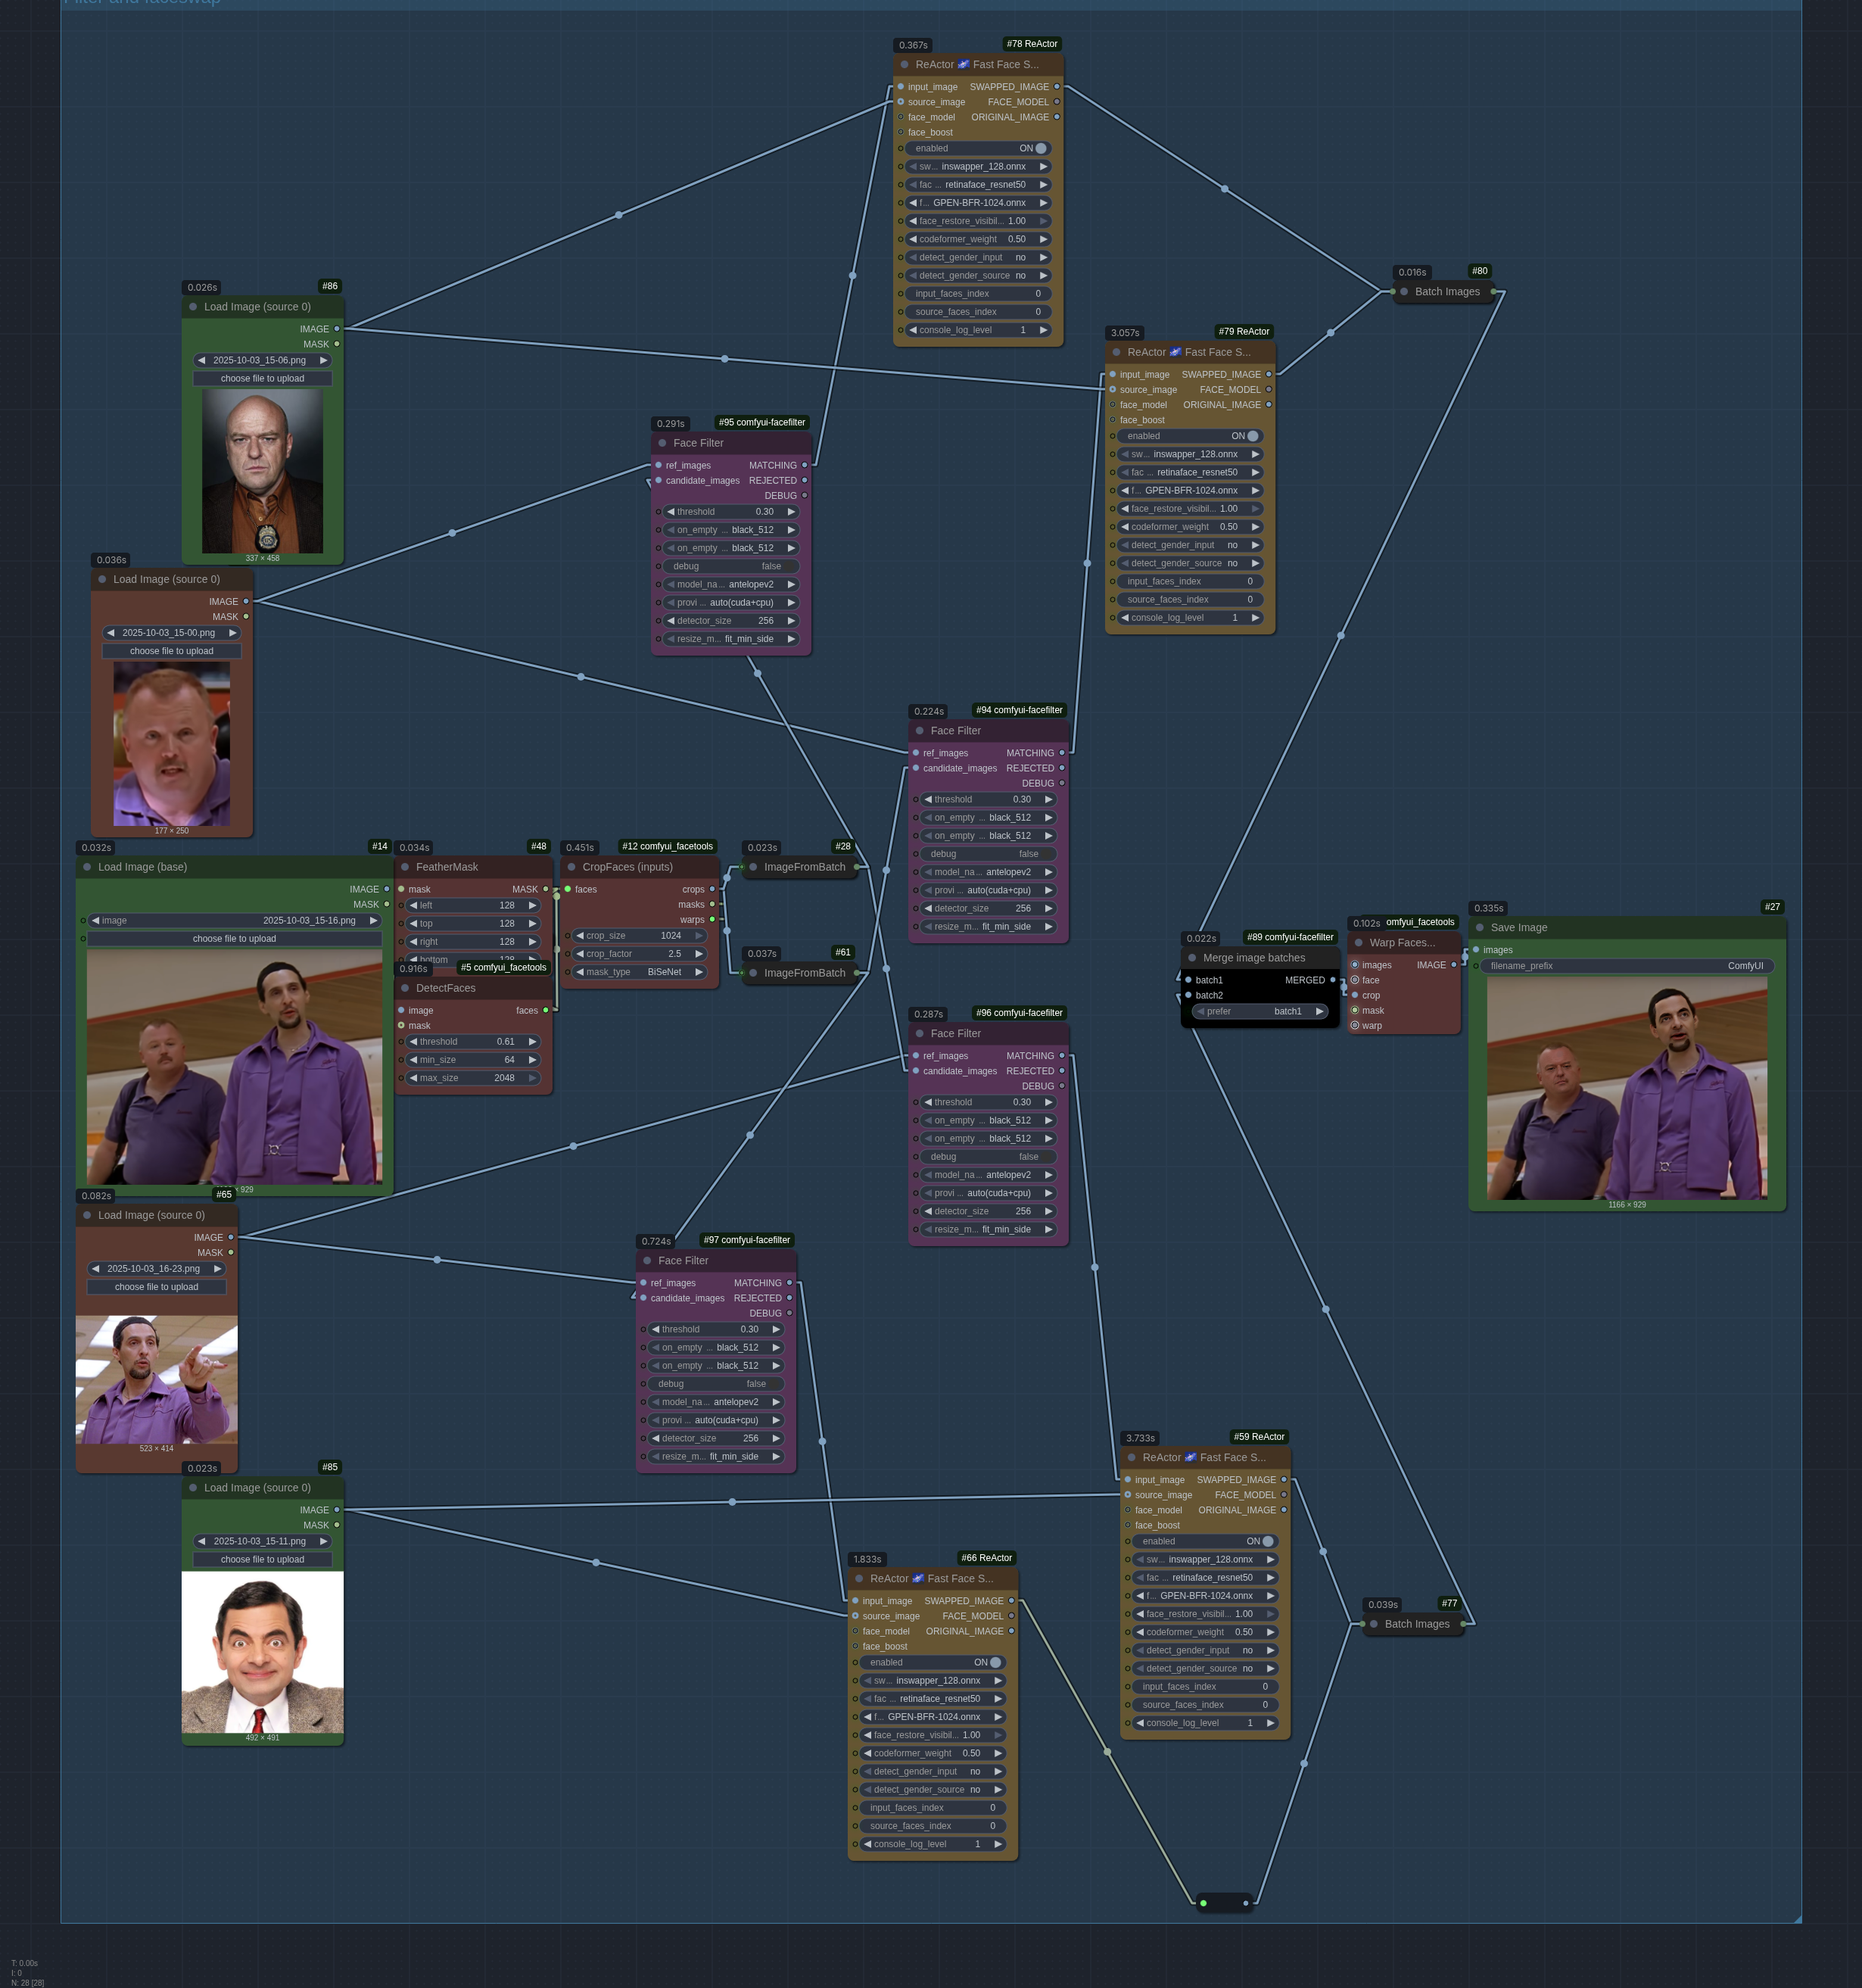 Filter and faceswap
0.367s
#78 ReActor
ReActor 🌌 Fast Face S...
input_image SWAPPED_IMAGE
source_image FACE_MODEL
face_model ORIGINAL_IMAGE
face_boost
enabled ON
sw... inswapper_128.onnx
fac ... retinaface_resnet50
f... GPEN-BFR-1024.onnx
face_restore_visibil... 1.00
codeformer_weight 0.50
detect_gender_input no
detect_gender_source no
input_faces_index 0
source_faces_index 0
console_log_level 1
0.016s
#80
Batch Images
0.026s
#86
Load Image (source 0)
IMAGE
MASK
2025-10-03_15-06.png
choose file to upload
337 × 458
3.057s
#79 ReActor
ReActor 🌌 Fast Face S...
input_image SWAPPED_IMAGE
source_image FACE_MODEL
face_model ORIGINAL_IMAGE
face_boost
enabled ON
sw... inswapper_128.onnx
fac ... retinaface_resnet50
f... GPEN-BFR-1024.onnx
face_restore_visibil... 1.00
codeformer_weight 0.50
detect_gender_input no
detect_gender_source no
input_faces_index 0
source_faces_index 0
console_log_level 1
0.291s
#95 comfyui-facefilter
Face Filter
ref_images MATCHING
candidate_images REJECTED
DEBUG
threshold 0.30
on_empty ... black_512
on_empty ... black_512
debug false
model_na... antelopev2
provi ... auto(cuda+cpu)
detector_size 256
resize_m... fit_min_side
0.036s
Load Image (source 0)
IMAGE
MASK
2025-10-03_15-00.png
choose file to upload
177 × 250
0.224s
#94 comfyui-facefilter
Face Filter
ref_images MATCHING
candidate_images REJECTED
DEBUG
threshold 0.30
on_empty ... black_512
on_empty ... black_512
debug false
model_na... antelopev2
provi ... auto(cuda+cpu)
detector_size 256
resize_m... fit_min_side
0.032s
#14
Load Image (base)
IMAGE
MASK
image 2025-10-03_15-16.png
choose file to upload
929
0.034s
#48
FeatherMask
mask MASK
left 128
top 128
right 128
bottom 128
0.916s
#5 comfyui_facetools
DetectFaces
image faces
mask
threshold 0.61
min_size 64
max_size 2048
0.451s
#12 comfyui_facetools
CropFaces (inputs)
faces crops
masks
warps
crop_size 1024
crop_factor 2.5
mask_type BiSeNet
0.023s
#28
ImageFromBatch
0.037s
#61
ImageFromBatch
0.022s
#89 comfyui-facefilter
Merge image batches
batch1 MERGED
batch2
prefer batch1
0.102s
omfyui_facetools
Warp Faces...
images IMAGE
face
crop
mask
warp
0.335s
#27
Save Image
images
filename_prefix ComfyUI
1166 × 929
0.287s
#96 comfyui-facefilter
Face Filter
ref_images MATCHING
candidate_images REJECTED
DEBUG
threshold 0.30
on_empty ... black_512
on_empty ... black_512
debug false
model_na... antelopev2
provi ... auto(cuda+cpu)
detector_size 256
resize_m... fit_min_side
0.082s
#65
Load Image (source 0)
IMAGE
MASK
2025-10-03_16-23.png
choose file to upload
523 × 414
0.724s
#97 comfyui-facefilter
Face Filter
ref_images MATCHING
candidate_images REJECTED
DEBUG
threshold 0.30
on_empty ... black_512
on_empty ... black_512
debug false
model_na... antelopev2
provi ... auto(cuda+cpu)
detector_size 256
resize_m... fit_min_side
0.023s
#85
Load Image (source 0)
IMAGE
MASK
2025-10-03_15-11.png
choose file to upload
492 × 491
3.733s
#59 ReActor
ReActor 🌌 Fast Face S...
input_image SWAPPED_IMAGE
source_image FACE_MODEL
face_model ORIGINAL_IMAGE
face_boost
enabled ON
sw... inswapper_128.onnx
fac ... retinaface_resnet50
f... GPEN-BFR-1024.onnx
face_restore_visibil... 1.00
codeformer_weight 0.50
detect_gender_input no
detect_gender_source no
input_faces_index 0
source_faces_index 0
console_log_level 1
1.833s
#66 ReActor
ReActor 🌌 Fast Face S...
input_image SWAPPED_IMAGE
source_image FACE_MODEL
face_model ORIGINAL_IMAGE
face_boost
enabled ON
sw... inswapper_128.onnx
fac ... retinaface_resnet50
f... GPEN-BFR-1024.onnx
face_restore_visibil... 1.00
codeformer_weight 0.50
detect_gender_input no
detect_gender_source no
input_faces_index 0
source_faces_index 0
console_log_level 1
0.039s
#77
Batch Images
T: 0.00s
I: 0
N: 28 [28]